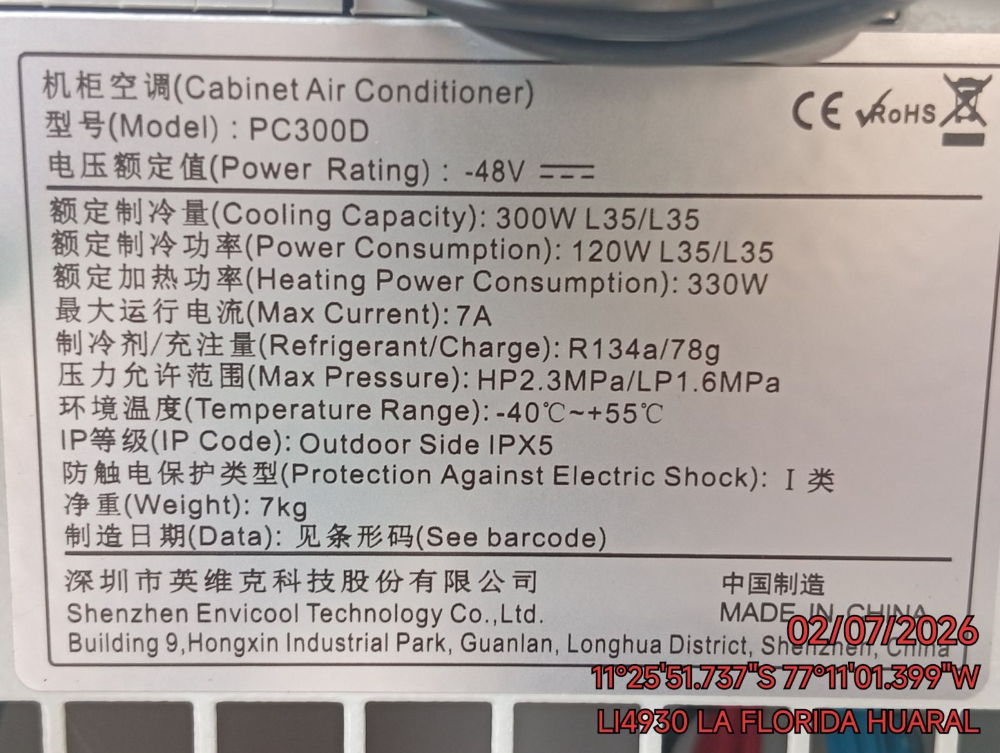 机柜空调(Cabinet Air Conditioner)
CE RoHS
型号(Model) : PC300D
电压额定值(Power Rating) : -48V
额定制冷量(Cooling Capacity): 300W L35/L35
额定制冷功率(Power Consumption): 120W L35/L35
额定加热功率(Heating Power Consumption): 330W
最大运行电流(Max Current): 7A
制冷剂/充注量(Refrigerant/Charge): R134a/78g
压力允许范围(Max Pressure): HP2.3MPa/LP1.6MPa
环境温度(Temperature Range): -40℃~+55℃
IP等级(IP Code): Outdoor Side IPX5
防触电保护类型(Protection Against Electric Shock): I 类
净重(Weight): 7kg
制造日期(Data): 见条形码(See barcode)
深圳市英维克科技股份有限公司
中国制造
Shenzhen Envicool Technology Co.,Ltd.
MADE IN CHINA
Building 9,Hongxin Industrial Park, Guanlan, Longhua District, Shenzhen, China
02/07/2026
11°25'51.737"S 77°11'01.399"W
LI4930 LA FLORIDA HUARAL